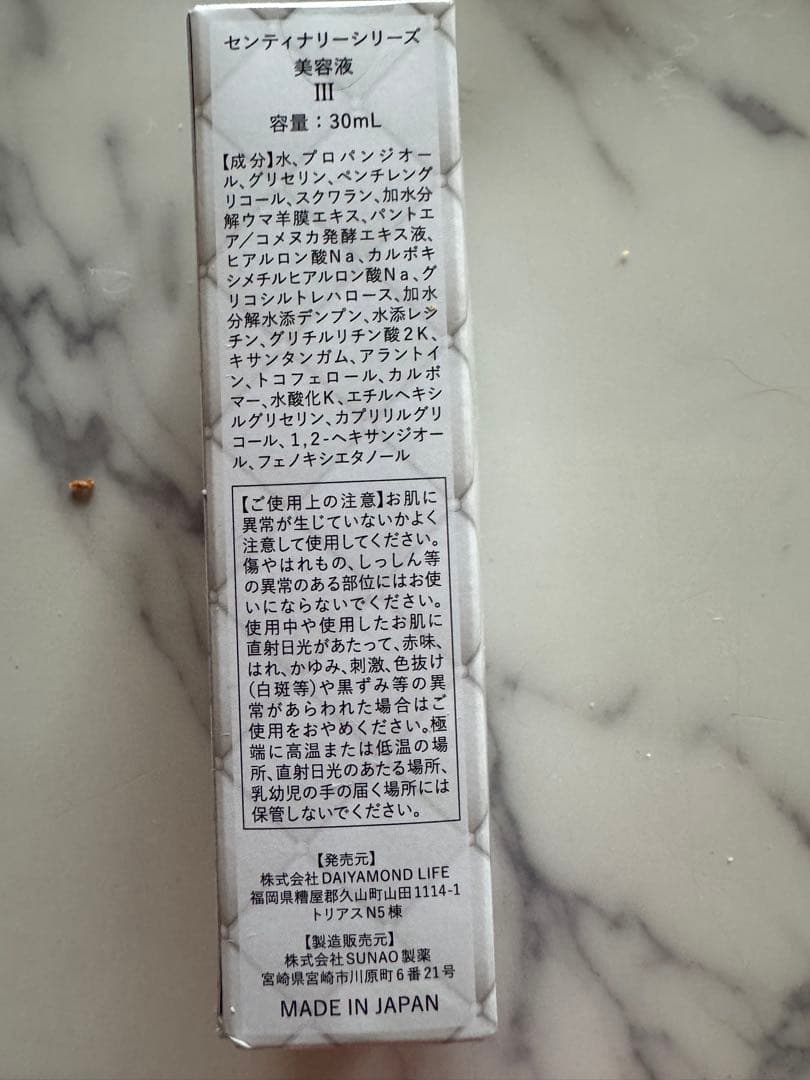 センティナリーシリーズ
美容液
III
容量：30mL
【成分】水、プロパンジオー
ル、グリセリン、ペンチレング
リコール、スクワラン、加水分
解ウマ羊膜エキス、パントエ
ア／コメヌカ発酵エキス液、
ヒアルロン酸Na、カルボキ
シメチルヒアルロン酸Na、グ
リコシルトレハロース、加水
分解水添デンプン、水添レシ
チン、グリチルリチン酸2K、
キサンタンガム、アラントイ
ン、トコフェロール、カルボ
マー、水酸化K、エチルヘキシ
ルグリセリン、カプリリルグリ
コール、1,2-ヘキサンジオー
ル、フェノキシエタノール
【ご使用上の注意】お肌に
異常が生じていないかよく
注意して使用してください。
傷やはれもの、しっしん等
の異常のある部位にはお使
いにならないでください。
使用中や使用したお肌に
直射日光があたって、赤味、
はれ、かゆみ、刺激、色抜け
(白斑等)や黒ずみ等の異
常があらわれた場合はご
使用をおやめください。極
端に高温または低温の場
所、直射日光のあたる場所、
乳幼児の手の届く場所には
保管しないでください。
【発売元】
株式会社DAIYAMOND LIFE
福岡県糟屋郡久山町山田1114-1
トリアスN5棟
【製造販売元】
株式会社SUNAO製薬
宮崎県宮崎市川原町6番21号
MADE IN JAPAN